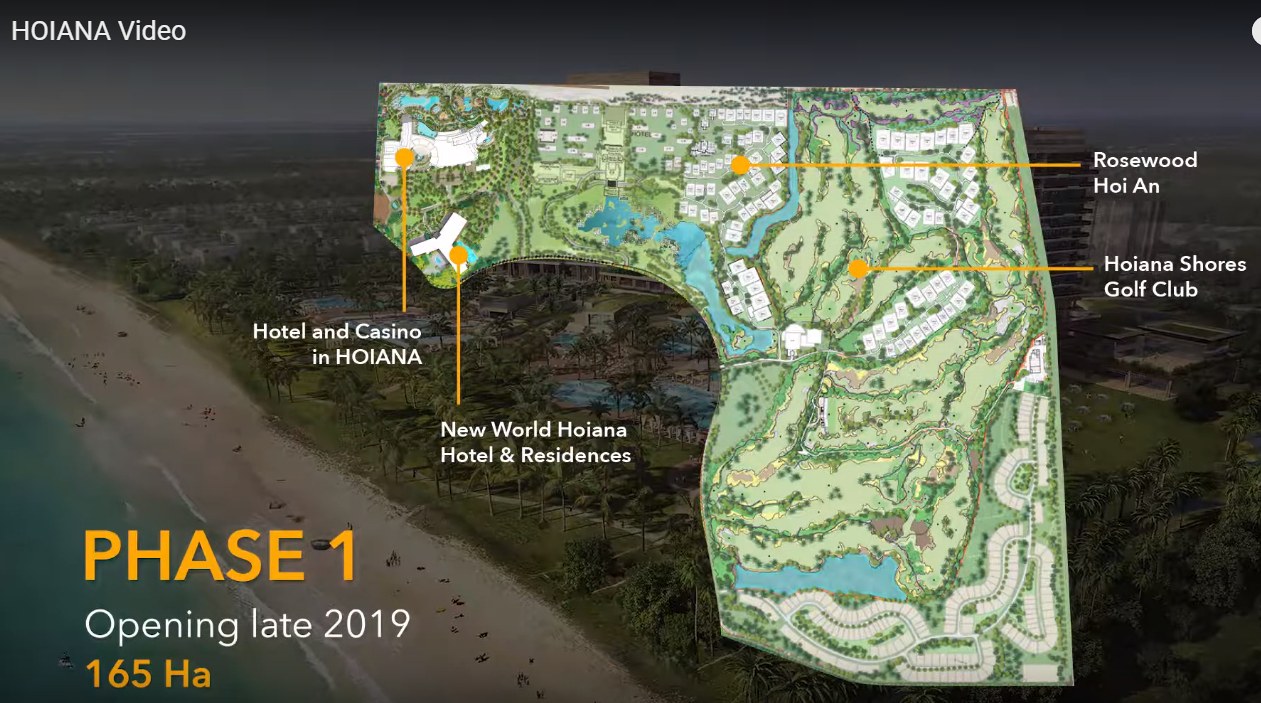 HOIANA Video
Rosewood
Hoi An
Hoiana Shores
Golf Club
Hotel and Casino
in HOIANA
New World Hoiana
Hotel & Residences
PHASE 1
Opening late 2019
165 Ha